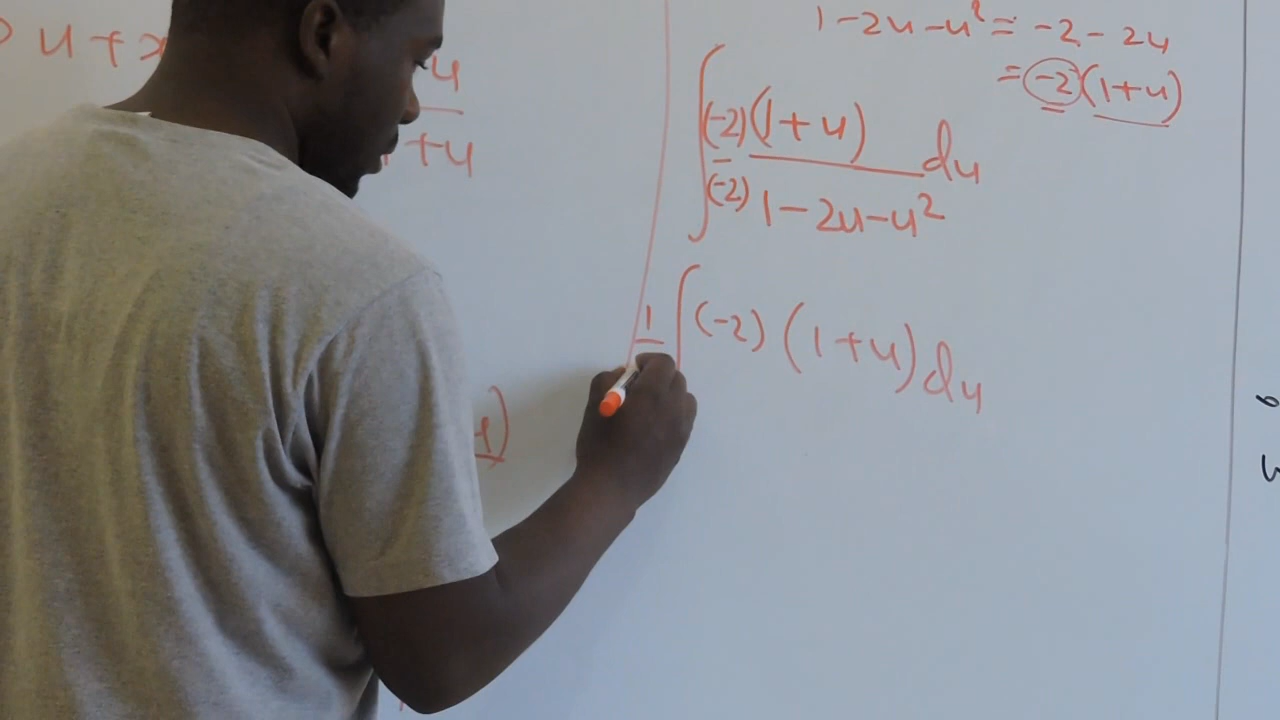 u + x
u
+u
1-2u-u² = -2-2u
= (-2)(1+u)
∫ (-2)(1+u) du
(-2) 1-2u-u²
1 ∫ (-2) (1+u) du